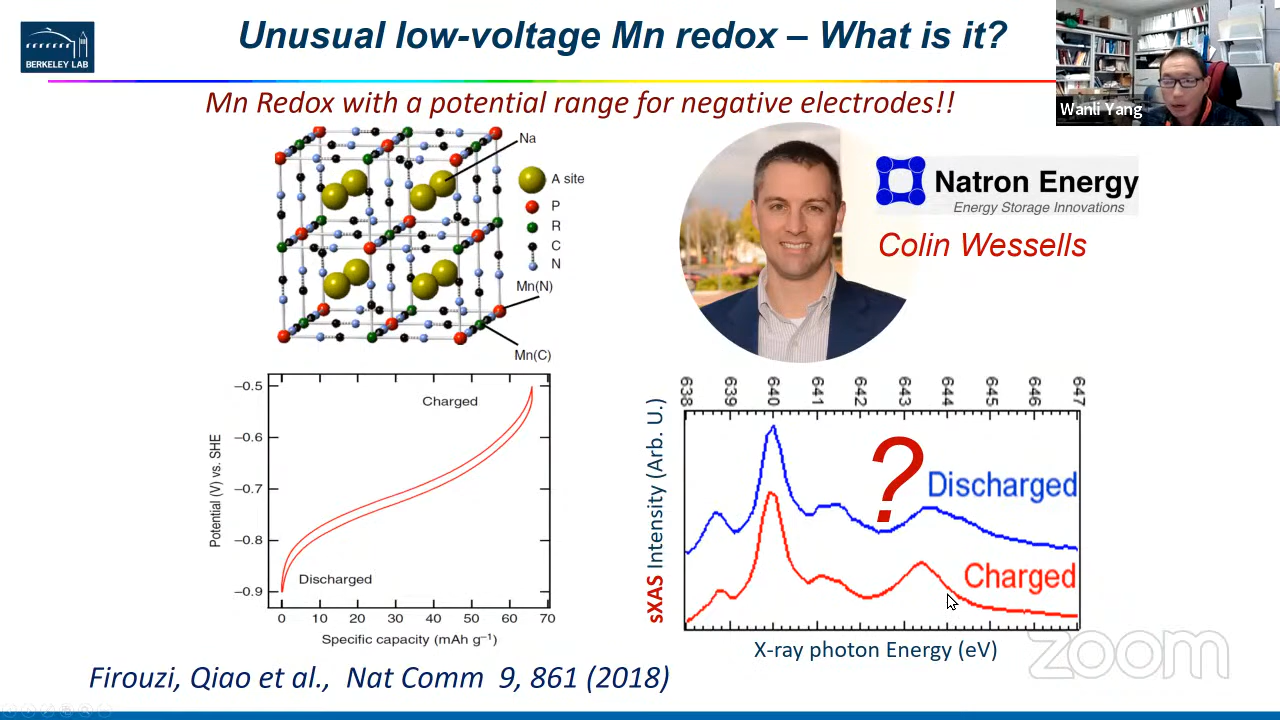 Unusual low-voltage Mn redox – What is it?
BERKELEY LAB
Wanli Yang
Mn Redox with a potential range for negative electrodes!!
Na
A site
P
R
C
N
Mn(N)
Mn(C)
Natron Energy
Energy Storage Innovations
Colin Wessells
−0.5
−0.6
−0.7
−0.8
−0.9
Potential (V) vs. SHE
Charged
Discharged
0 10 20 30 40 50 60 70
Specific capacity (mAh g⁻¹)
638 639 640 641 642 643 644 645 646 647
sXAS Intensity (Arb. U.)
?
Discharged
Charged
X-ray photon Energy (eV)
zoom
Firouzi, Qiao et al., Nat Comm 9, 861 (2018)